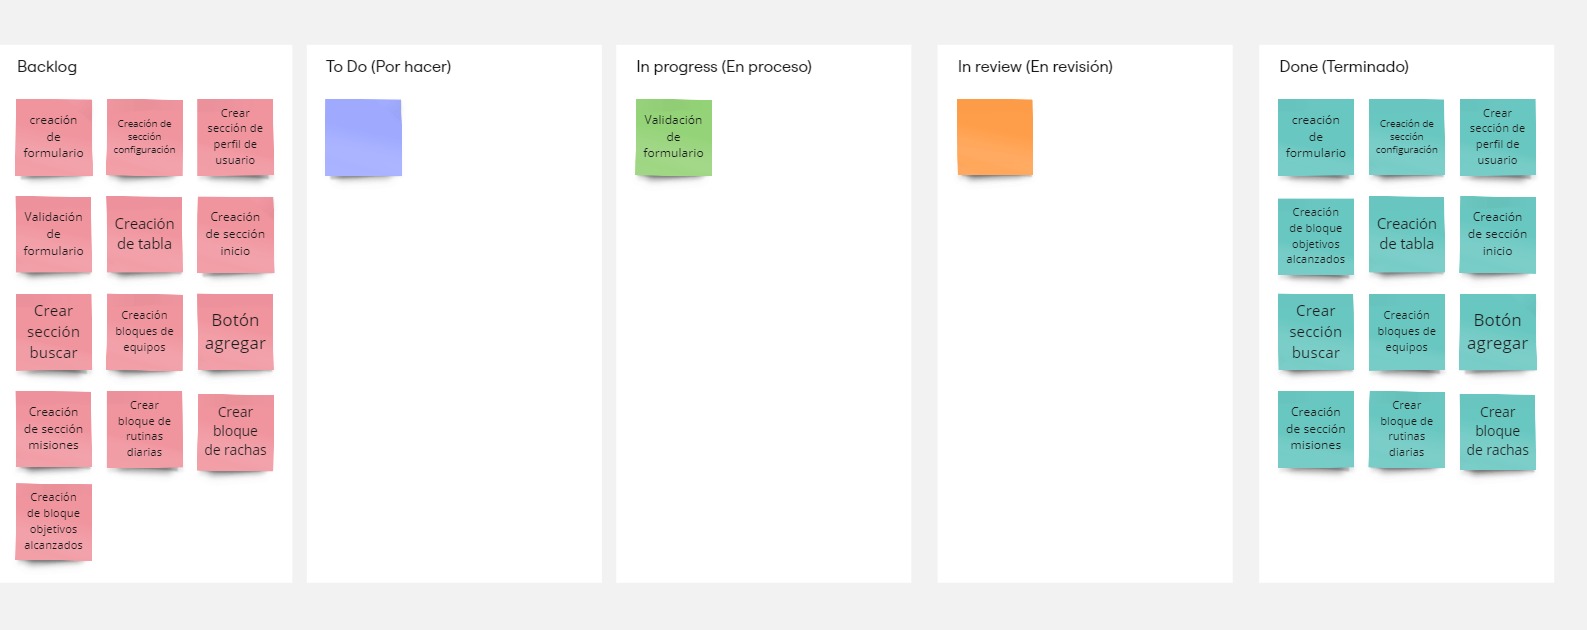 Backlog
creación
de
formulario
Creación de
sección
configuración
Crear
sección de
perfil de
usuario
Validación
de
formulario
Creación
de tabla
Creación
de sección
inicio
Crear
sección
buscar
Creación
bloques de
equipos
Botón
agregar
Creación
de sección
misiones
Crear
bloque de
rutinas
diarias
Crear
bloque
de rachas
Creación
de bloque
objetivos
alcanzados
To Do (Por hacer)
In progress (En proceso)
Validación
de
formulario
In review (En revisión)
Done (Terminado)
creación
de
formulario
Creación de
sección
configuración
Crear
sección de
perfil de
usuario
Creación
de bloque
objetivos
alcanzados
Creación
de tabla
Creación
de sección
inicio
Crear
sección
buscar
Creación
bloques de
equipos
Botón
agregar
Creación
de sección
misiones
Crear
bloque de
rutinas
diarias
Crear
bloque
de rachas